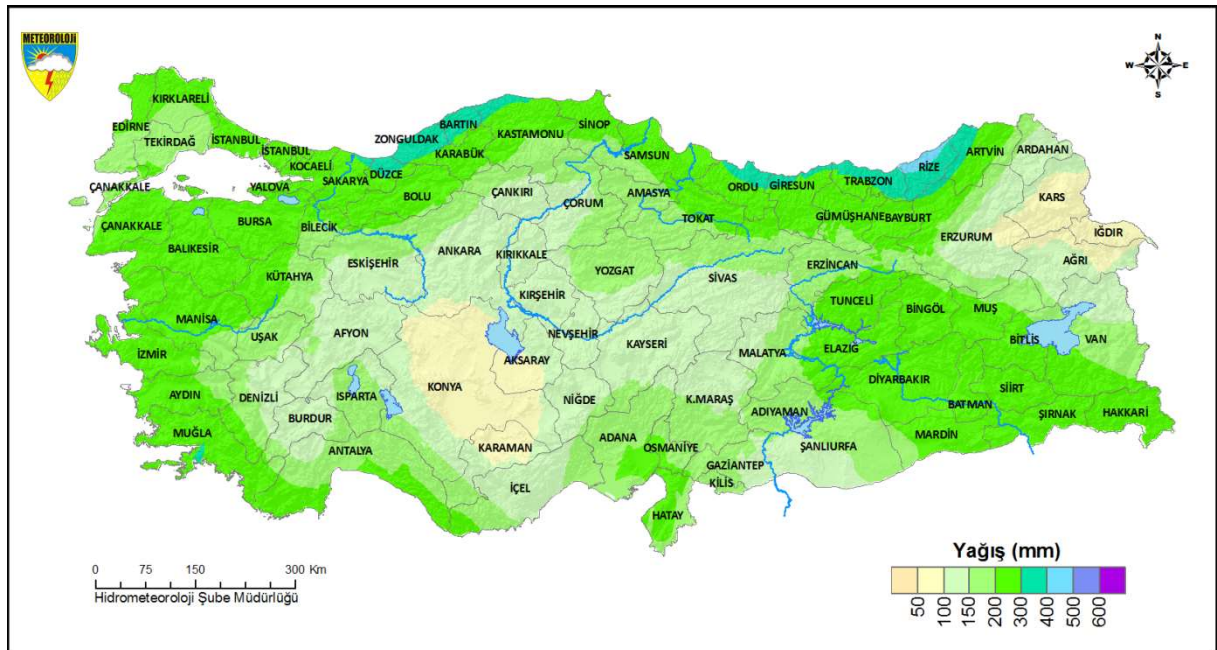 METEOROLOJİ
N
W E
S
KIRKLARELİ
EDİRNE
TEKİRDAĞ
İSTANBUL
İSTANBUL
KOCAELİ
ÇANAKKALE
YALOVA
SAKARYA
DÜZCE
ZONGULDAK
BARTIN
KARABÜK
KASTAMONU
SİNOP
SAMSUN
ORDU
GİRESUN
TRABZON
RİZE
ARTVİN
ARDAHAN
KARS
IĞDIR
ÇANAKKALE
BURSA
BİLECİK
BOLU
ÇANKIRI
ÇORUM
AMASYA
TOKAT
GÜMÜŞHANE
BAYBURT
ERZURUM
AĞRI
BALIKESİR
KÜTAHYA
ESKİŞEHİR
ANKARA
KIRIKKALE
YOZGAT
SİVAS
ERZİNCAN
TUNCELİ
BİNGÖL
MUŞ
MANİSA
UŞAK
AFYON
KIRŞEHİR
NEVŞEHİR
KAYSERİ
MALATYA
ELAZIĞ
BİTLİS
VAN
İZMİR
AYDIN
DENİZLİ
ISPARTA
KONYA
AKSARAY
NİĞDE
K.MARAŞ
ADIYAMAN
DİYARBAKIR
BATMAN
SİİRT
ŞIRNAK
HAKKARİ
MUĞLA
BURDUR
ANTALYA
KARAMAN
İÇEL
ADANA
OSMANİYE
GAZİANTEP
KİLİS
ŞANLIURFA
MARDİN
HATAY
0 75 150 300 Km
Hidrometeoroloji Şube Müdürlüğü
Yağış (mm)
50 100 150 200 300 400 500 600